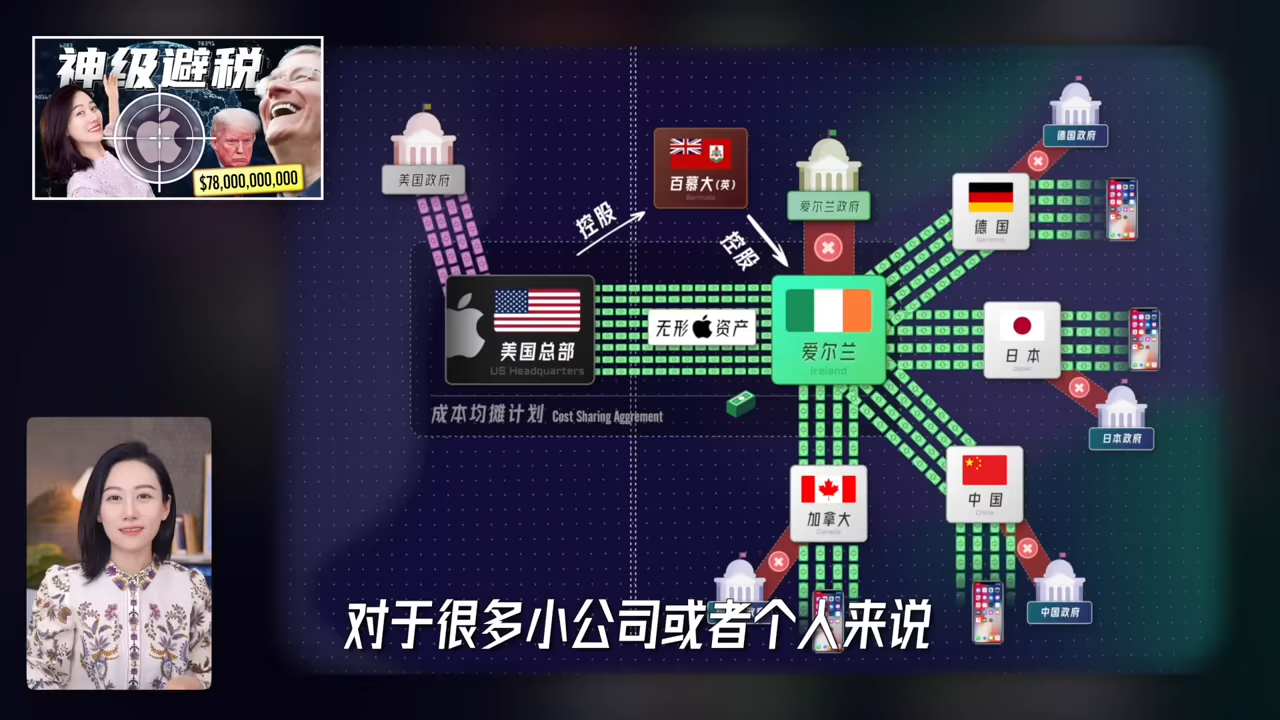 神级避税
$78,000,000,000
美国政府
百慕大(英)
Bermuda
爱尔兰政府
德国政府
控股
控股
德国
Germany
美国总部
US Headquarters
无形资产
爱尔兰
Ireland
日本
Japan
日本政府
成本均摊计划 Cost Sharing Aggrement
加拿大
Canada
中国
China
中国政府
对于很多小公司或者个人来说